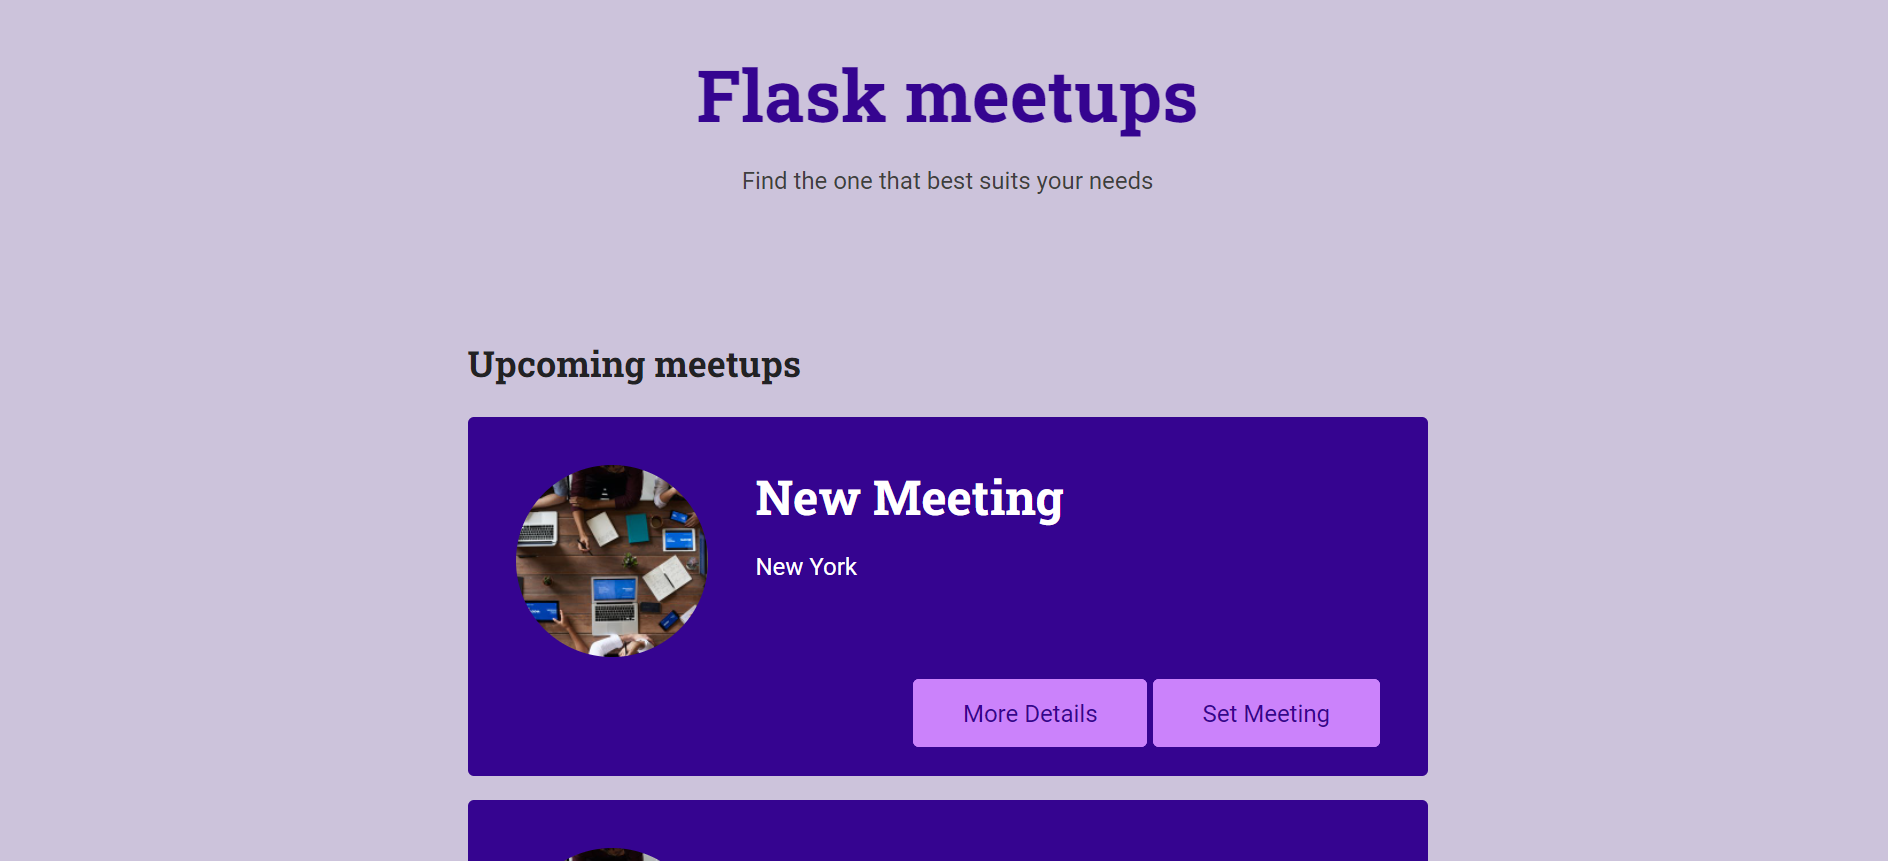 Flask meetups
Find the one that best suits your needs
Upcoming meetups
New Meeting
New York
More Details
Set Meeting